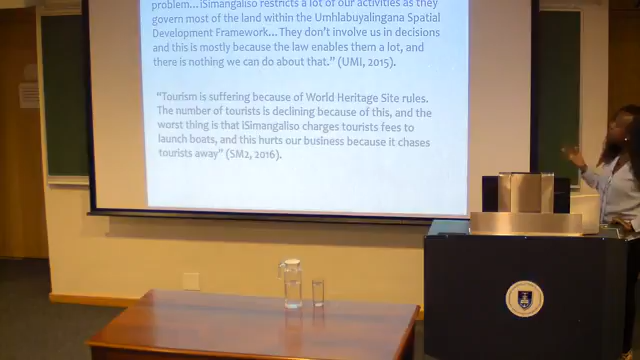 problem… iSimangaliso restricts a lot of our activities as they
govern most of the land within the Umhlabuyalingana Spatial
Development Framework… They don't involve us in decisions
and this is mostly because the law enables them a lot, and
there is nothing we can do about that." (UMI, 2015).
"Tourism is suffering because of World Heritage Site rules.
The number of tourists is declining because of this, and the
worst thing is that iSimangaliso charges tourists fees to
launch boats, and this hurts our business because it chases
tourists away" (SM2, 2016).